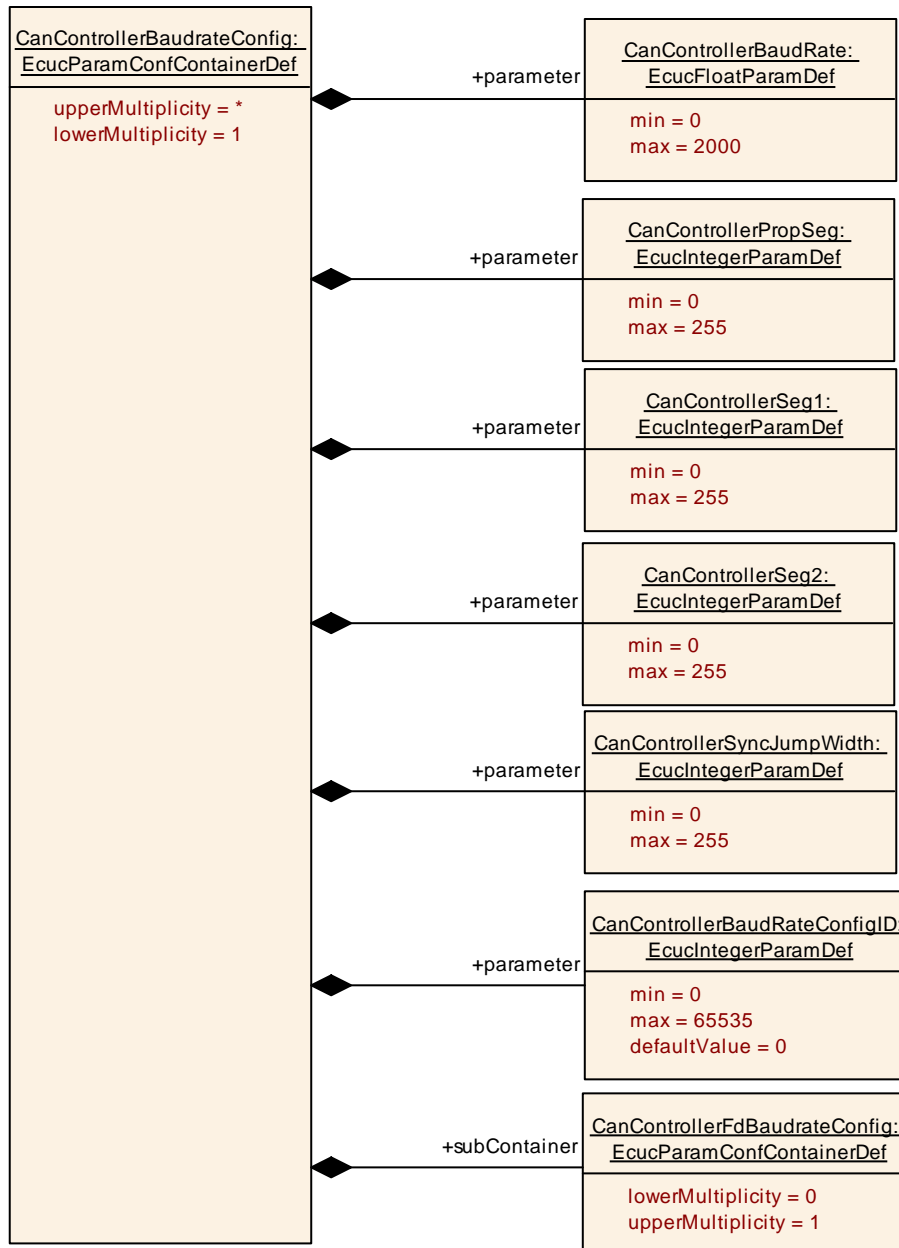 CanControllerBaudrateConfig:
EcucParamConfContainerDef
upperMultiplicity = *
lowerMultiplicity = 1
+parameter
CanControllerBaudRate:
EcucFloatParamDef
min = 0
max = 2000
+parameter
CanControllerPropSeg:
EcucIntegerParamDef
min = 0
max = 255
+parameter
CanControllerSeg1:
EcucIntegerParamDef
min = 0
max = 255
+parameter
CanControllerSeg2:
EcucIntegerParamDef
min = 0
max = 255
+parameter
CanControllerSyncJumpWidth:
EcucIntegerParamDef
min = 0
max = 255
+parameter
CanControllerBaudRateConfigID:
EcucIntegerParamDef
min = 0
max = 65535
defaultValue = 0
+subContainer
CanControllerFdBaudrateConfig:
EcucParamConfContainerDef
lowerMultiplicity = 0
upperMultiplicity = 1